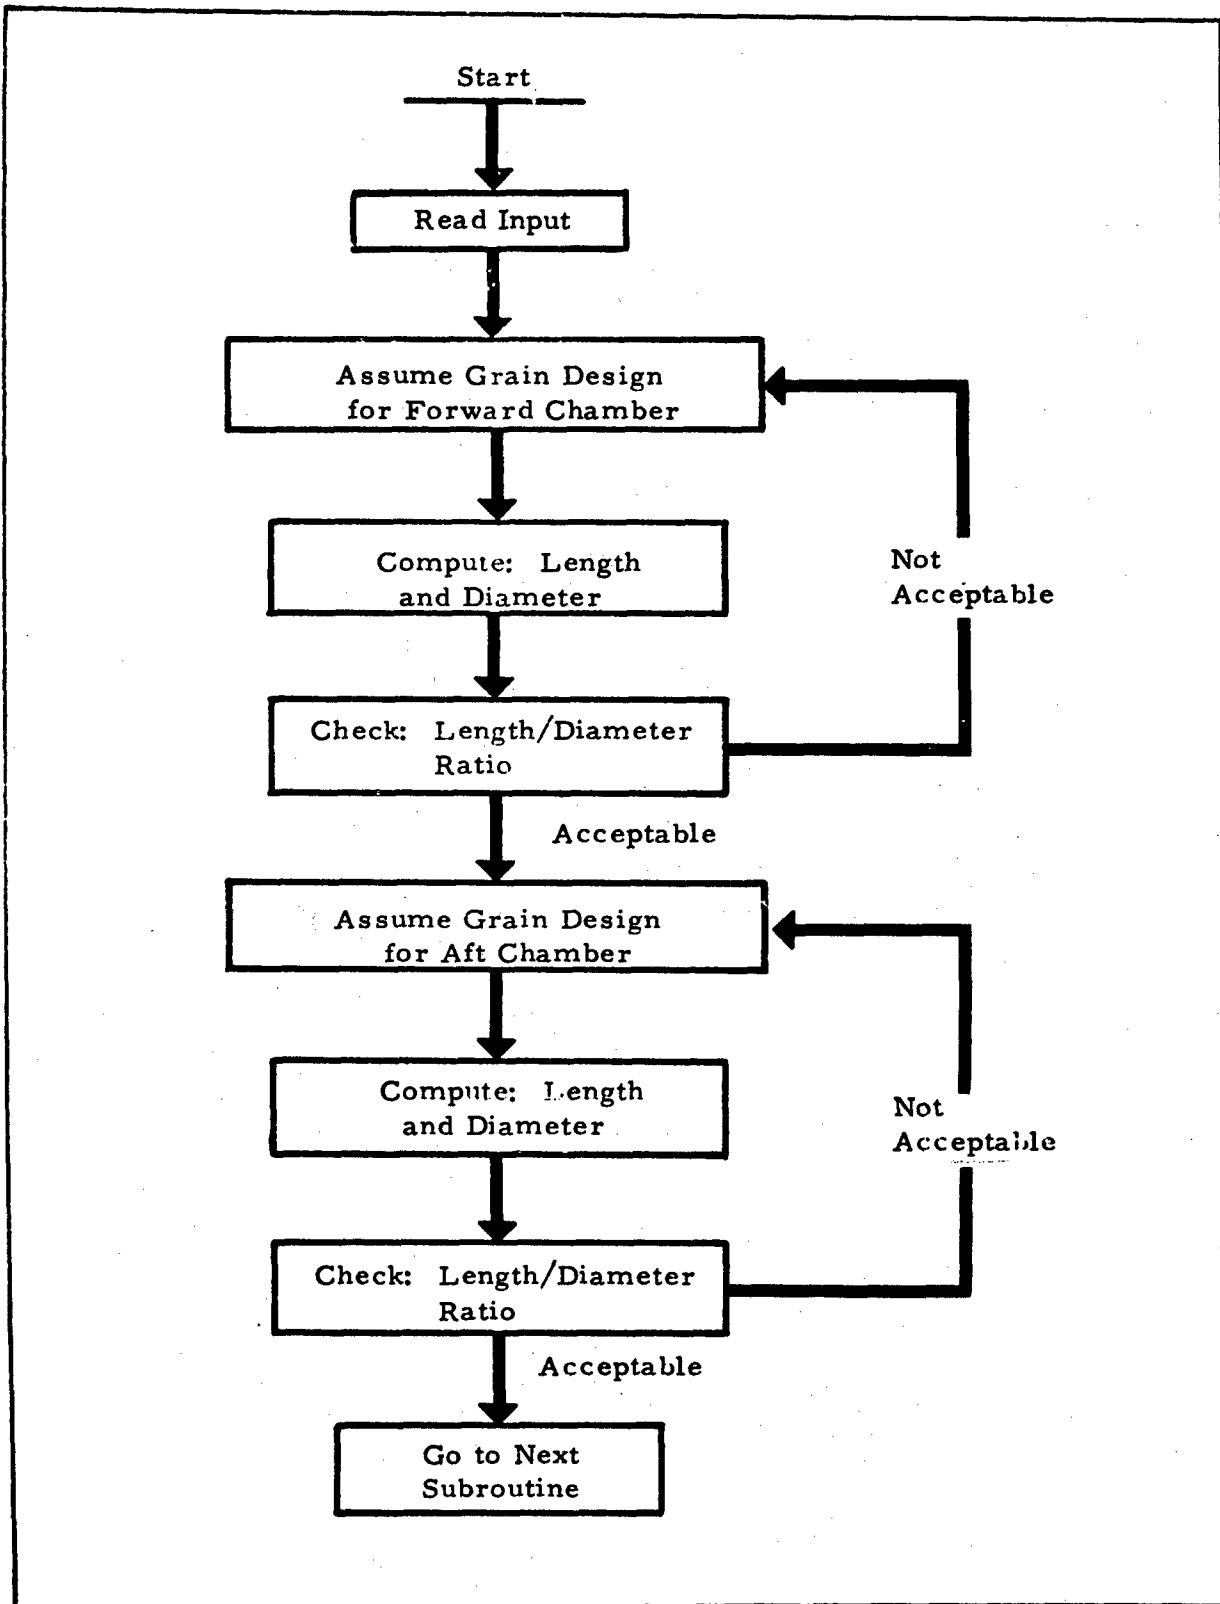 Start
Read Input
Assume Grain Design
for Forward Chamber
Compute: Length
and Diameter
Not
Acceptable
Check: Length/Diameter
Ratio
Acceptable
Assume Grain Design
for Aft Chamber
Compute: Length
and Diameter
Not
Acceptable
Check: Length/Diameter
Ratio
Acceptable
Go to Next
Subroutine